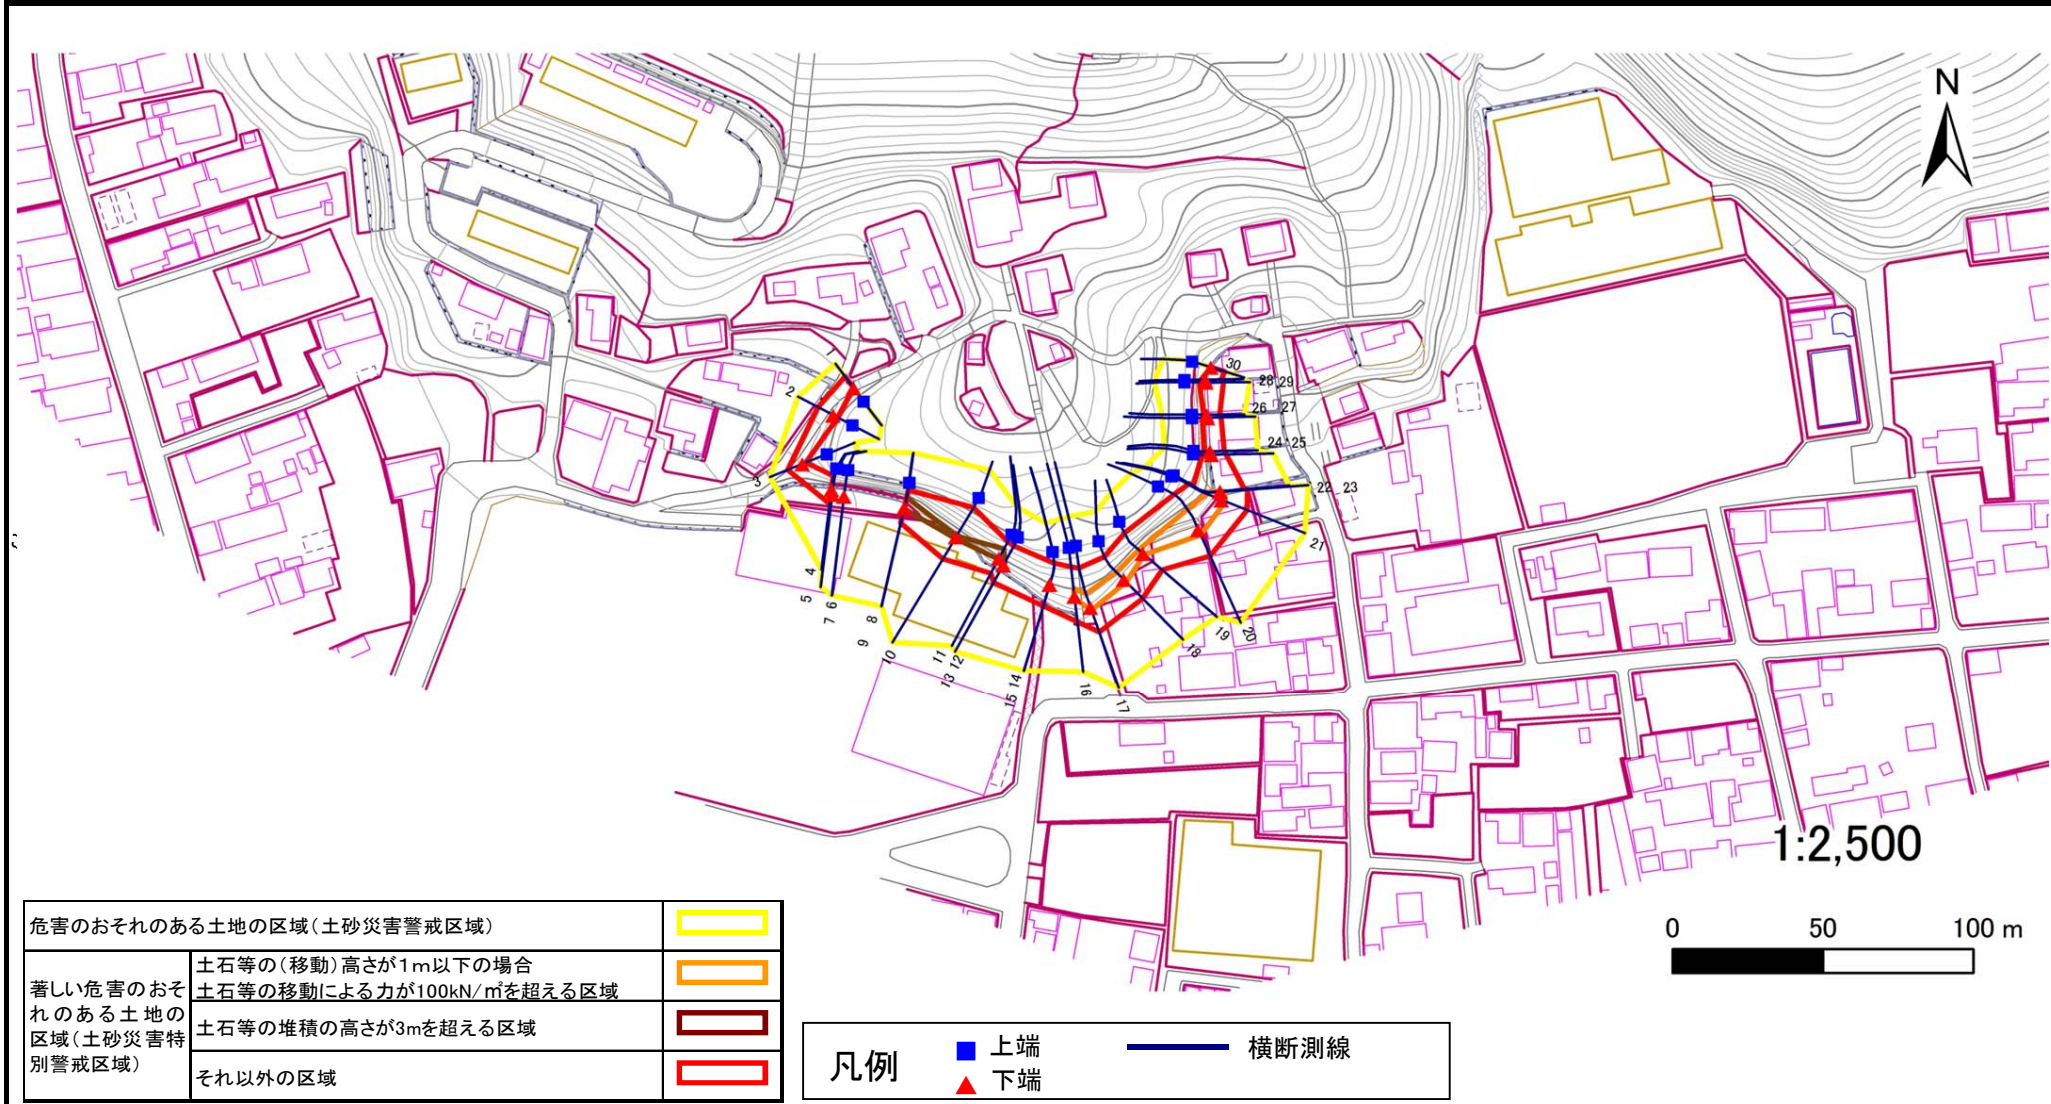 N
1
2
3
4
5
6
7
8
9
10
11
12
13
14
15
16
17
18
19
20
21
22 23
24 25
26 27
28 29
30
1:2,500
0 50 100 m
危害のおそれのある土地の区域(土砂災害警戒区域)
著しい危害のおそ
れのある土地の
区域(土砂災害特
別警戒区域)
土石等の(移動)高さが1m以下の場合
土石等の移動による力が100kN/㎡を超える区域
土石等の堆積の高さが3mを超える区域
それ以外の区域
凡例
上端
下端
横断測線